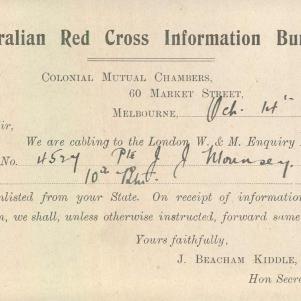 ralian Red Cross Information Bu
COLONIAL MUTUAL CHAMBERS,
60 MARKET STREET,
MELBOURNE, Oct. 14th
ir,
We are cabling to the London W. & M. Enquiry
No. 4527 Pte J J Mounsey.
10th Batt.
nlisted from your State. On receipt of information
n, we shall, unless otherwise instructed, forward same
Yours faithfully,
J. BEACHAM KIDDLE,
Hon Secre